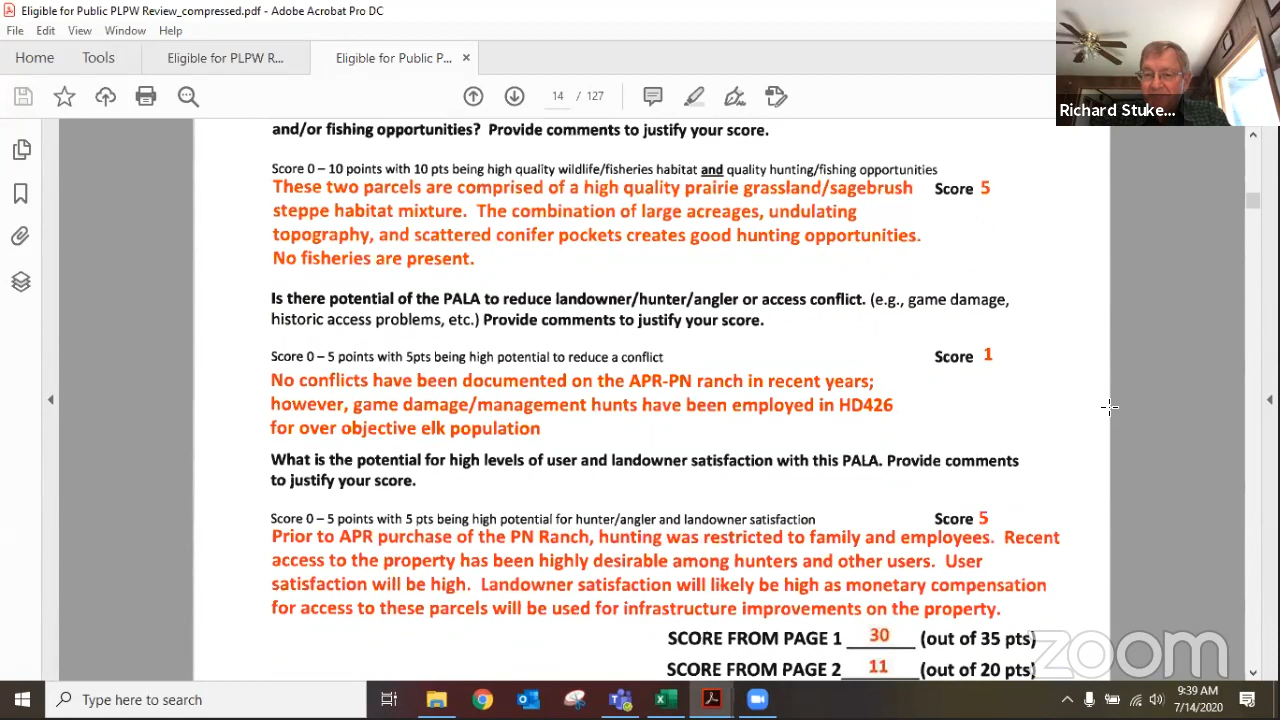 Eligible for Public PLPW Review_compressed.pdf - Adobe Acrobat Pro DC
File Edit View Window Help
Home Tools Eligible for PLPW R... Eligible for Public P... ×
14 / 127
Richard Stuke...
and/or fishing opportunities? Provide comments to justify your score.
Score 0 – 10 points with 10 pts being high quality wildlife/fisheries habitat and quality hunting/fishing opportunities
These two parcels are comprised of a high quality prairie grassland/sagebrush Score 5
steppe habitat mixture. The combination of large acreages, undulating
topography, and scattered conifer pockets creates good hunting opportunities.
No fisheries are present.
Is there potential of the PALA to reduce landowner/hunter/angler or access conflict. (e.g., game damage,
historic access problems, etc.) Provide comments to justify your score.
Score 0 – 5 points with 5pts being high potential to reduce a conflict Score 1
No conflicts have been documented on the APR-PN ranch in recent years;
however, game damage/management hunts have been employed in HD426
for over objective elk population
What is the potential for high levels of user and landowner satisfaction with this PALA. Provide comments
to justify your score.
Score 0 – 5 points with 5 pts being high potential for hunter/angler and landowner satisfaction Score 5
Prior to APR purchase of the PN Ranch, hunting was restricted to family and employees. Recent
access to the property has been highly desirable among hunters and other users. User
satisfaction will be high. Landowner satisfaction will likely be high as monetary compensation
for access to these parcels will be used for infrastructure improvements on the property.
SCORE FROM PAGE 1 30 (out of 35 pts)
SCORE FROM PAGE 2 11 (out of 20 pts)
zoom
Type here to search
9:39 AM
7/14/2020